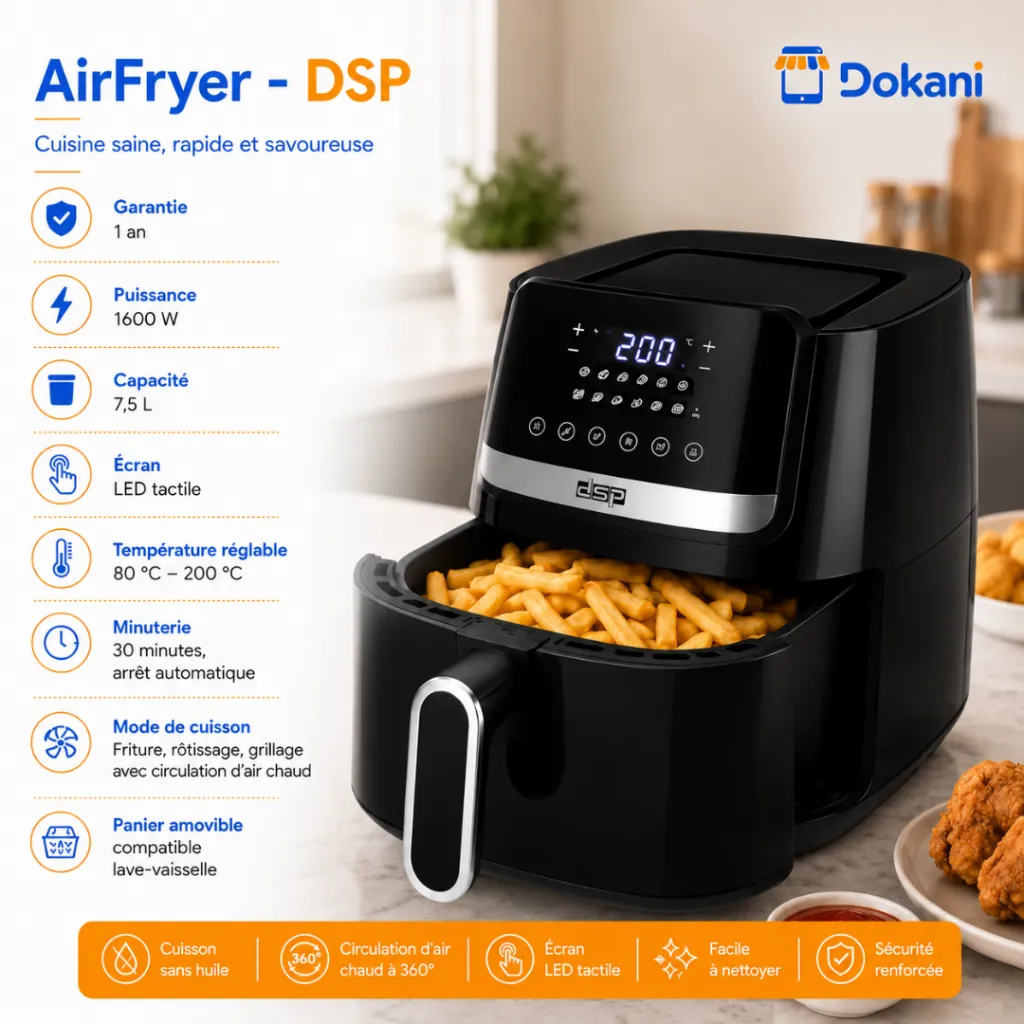 AirFryer - DSP
Dokani
Cuisine saine, rapide et savoureuse
Garantie
1 an
Puissance
1600 W
Capacité
7,5 L
Écran
LED tactile
Température réglable
80 °C – 200 °C
Minuterie
30 minutes,
arrêt automatique
Mode de cuisson
Friture, rôtissage, grillage
avec circulation d'air chaud
Panier amovible
compatible
lave-vaisselle
+ 200 °C +
dsp
Cuisson
sans huile
360°
Circulation d'air
chaud à 360°
Écran
LED tactile
Facile
à nettoyer
Sécurité
renforcée